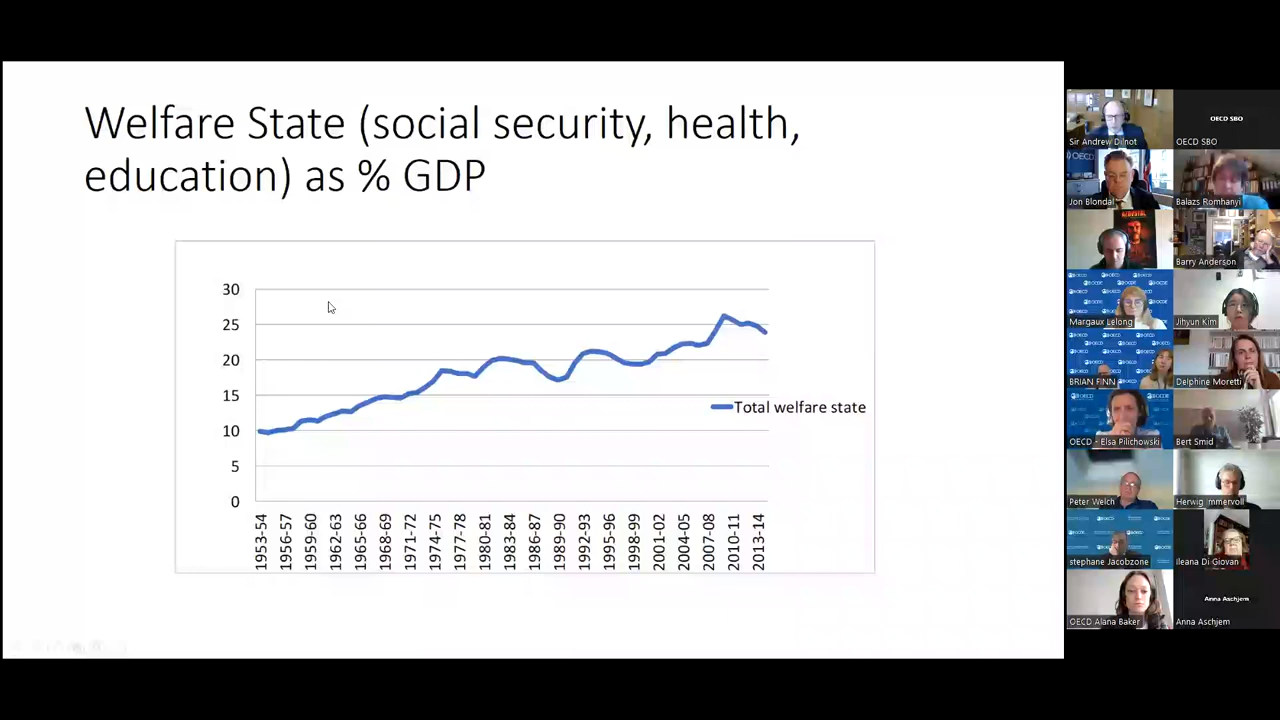 Welfare State (social security, health,
education) as % GDP
30
25
20
15
10
5
0
Total welfare state
1953-54
1956-57
1959-60
1962-63
1965-66
1968-69
1971-72
1974-75
1977-78
1980-81
1983-84
1986-87
1989-90
1992-93
1995-96
1998-99
2001-02
2004-05
2007-08
2010-11
2013-14
Sir Andrew Dilnot
OECD SBO
OECD SBO
Jon Blondal
Balazs Romhanyi
Barry Anderson
Margaux Lelong
Jihyun Kim
BRIAN FINN
Delphine Moretti
OECD - Elsa Pilichowski
Bert Smid
Peter Welch
Herwig Immervoll
stephane Jacobzone
Ileana Di Giovan
OECD Alana Baker
Anna Aschjem
Anna Aschjem